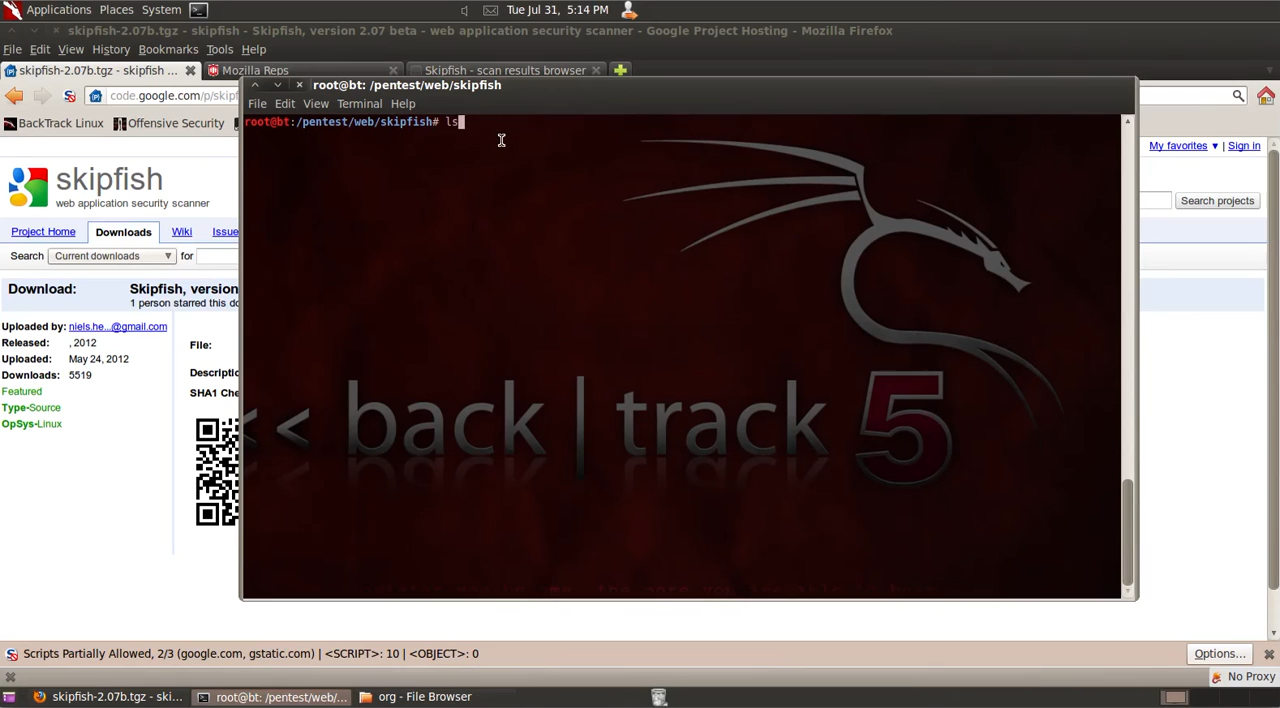 Applications Places System Tue Jul 31, 5:14 PM
skipfish-2.07b.tgz - skipfish - Skipfish, version 2.07 beta - web application security scanner - Google Project Hosting - Mozilla Firefox
File Edit View History Bookmarks Tools Help
skipfish-2.07b.tgz - skipfish ... Mozilla Reps Skipfish - scan results browser
code.google.com/p/skipf
BackTrack Linux Offensive Security
root@bt: /pentest/web/skipfish
File Edit View Terminal Help
root@bt:/pentest/web/skipfish# ls
<< back | track 5
My favorites ▼ | Sign in
skipfish
web application security scanner
Search projects
Project Home Downloads Wiki Issue
Search Current downloads for
Download: Skipfish, version
1 person starred this do
Uploaded by: niels.he...@gmail.com
Released: , 2012
Uploaded: May 24, 2012
Downloads: 5519
Featured
Type-Source
OpSys-Linux
File:
Descriptio
SHA1 Che
Scripts Partially Allowed, 2/3 (google.com, gstatic.com) | <SCRIPT>: 10 | <OBJECT>: 0
Options...
No Proxy
skipfish-2.07b.tgz - ski... root@bt: /pentest/web/... org - File Browser